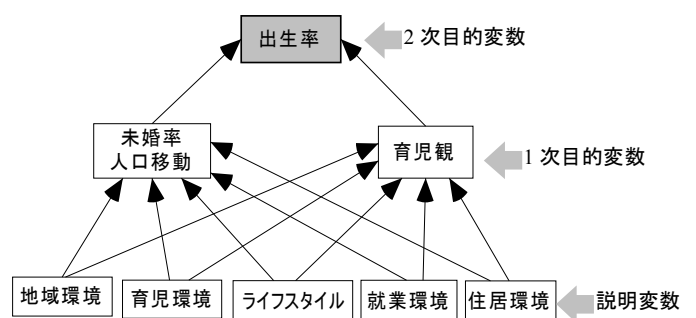 出生率
2 次目的変数
未婚率
人口移動
育児観
1 次目的変数
地域環境
育児環境
ライフスタイル
就業環境
住居環境
説明変数